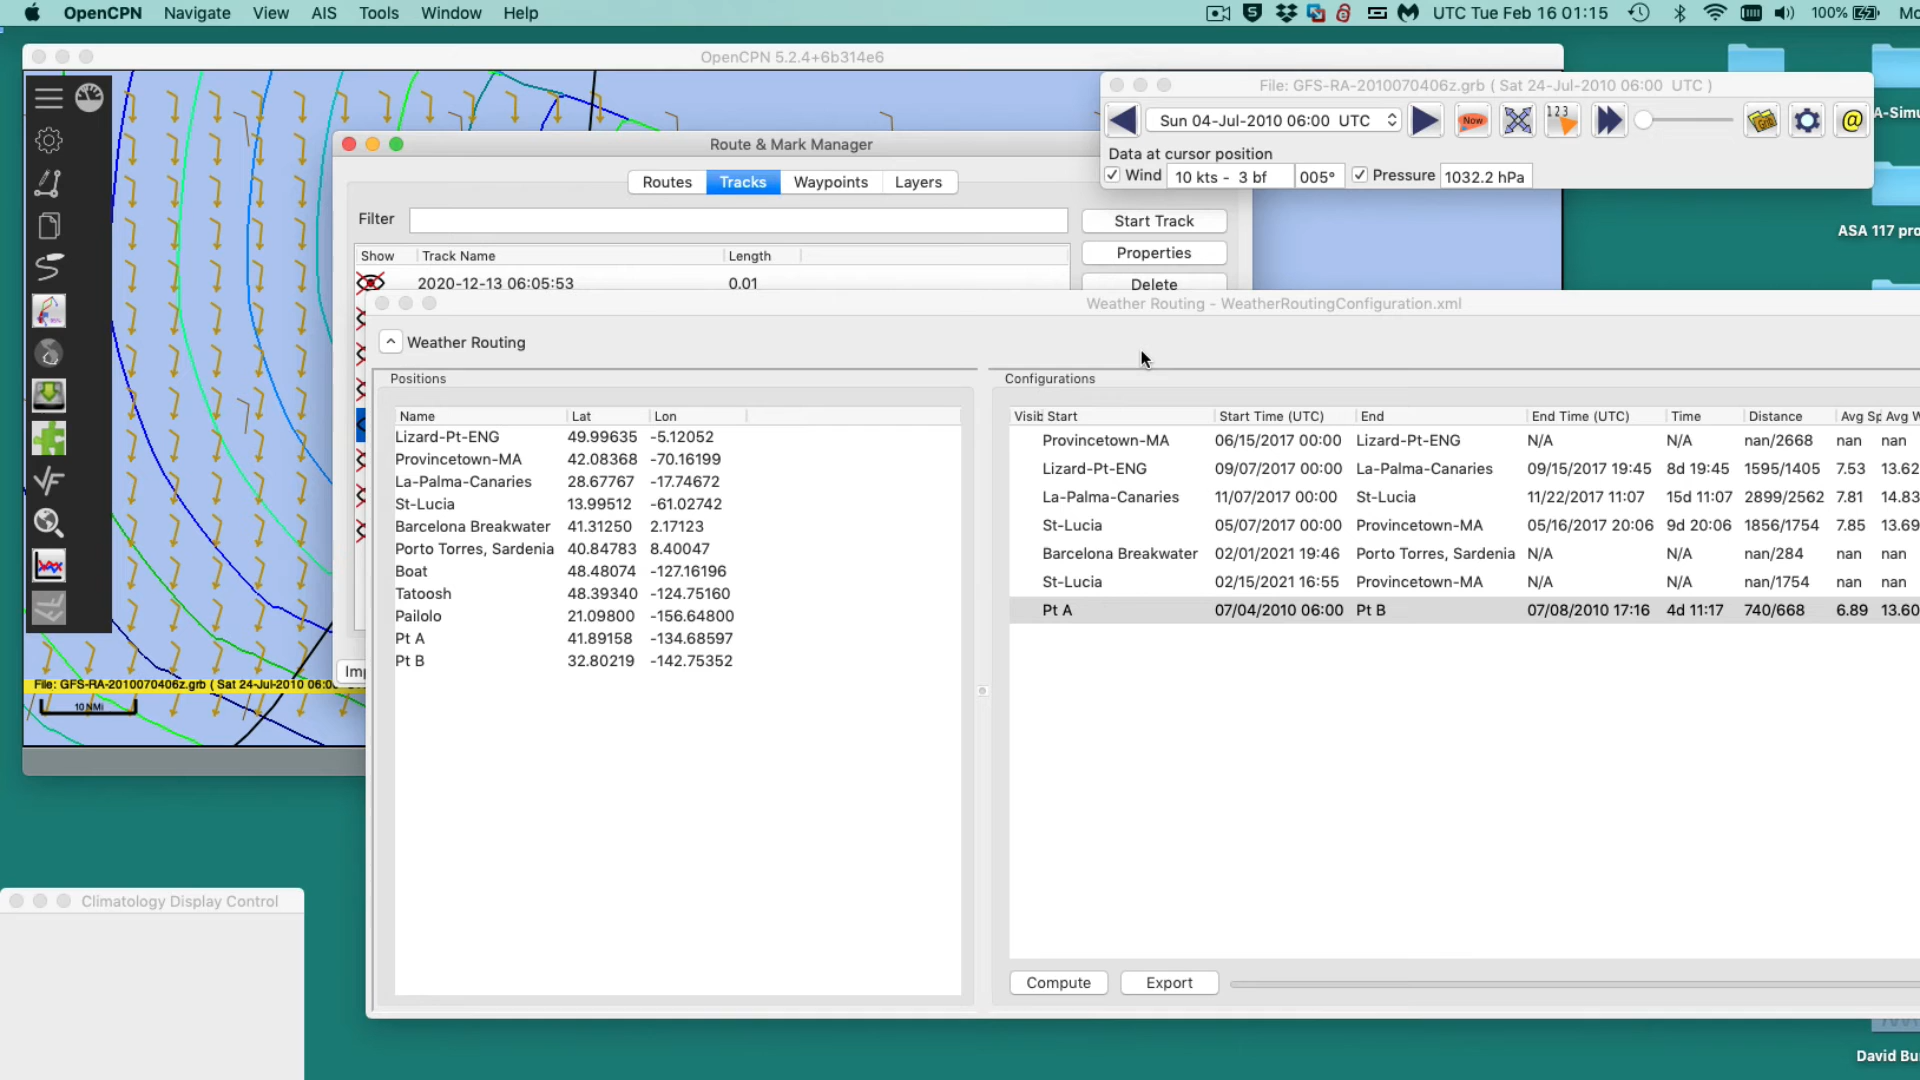 OpenCPN Navigate View AIS Tools Window Help UTC Tue Feb 16 01:15 100% Mo
OpenCPN 5.2.4+6b314e6
File: GFS-RA-2010070406z.grb ( Sat 24-Jul-2010 06:00 UTC )
Sun 04-Jul-2010 06:00 UTC Now 1 2 3 Grib @
A-Simu
Data at cursor position
Wind 10 kts - 3 bf 005° Pressure 1032.2 hPa
Route & Mark Manager
Routes Tracks Waypoints Layers
Filter Start Track
ASA 117 pro
Show Track Name Length Properties
2020-12-13 06:05:53 0.01 Delete
Weather Routing - WeatherRoutingConfiguration.xml
Weather Routing
Positions Configurations
Name Lat Lon
Lizard-Pt-ENG 49.99635 -5.12052
Provincetown-MA 42.08368 -70.16199
La-Palma-Canaries 28.67767 -17.74672
St-Lucia 13.99512 -61.02742
Barcelona Breakwater 41.31250 2.17123
Porto Torres, Sardenia 40.84783 8.40047
Boat 48.48074 -127.16196
Tatoosh 48.39340 -124.75160
Pailolo 21.09800 -156.64800
Pt A 41.89158 -134.68597
Pt B 32.80219 -142.75352
Visib Start Start Time (UTC) End End Time (UTC) Time Distance Avg Sp Avg W
Provincetown-MA 06/15/2017 00:00 Lizard-Pt-ENG N/A N/A nan/2668 nan nan
Lizard-Pt-ENG 09/07/2017 00:00 La-Palma-Canaries 09/15/2017 19:45 8d 19:45 1595/1405 7.53 13.62
La-Palma-Canaries 11/07/2017 00:00 St-Lucia 11/22/2017 11:07 15d 11:07 2899/2562 7.81 14.83
St-Lucia 05/07/2017 00:00 Provincetown-MA 05/16/2017 20:06 9d 20:06 1856/1754 7.85 13.69
Barcelona Breakwater 02/01/2021 19:46 Porto Torres, Sardenia N/A N/A nan/284 nan nan
St-Lucia 02/15/2021 16:55 Provincetown-MA N/A N/A nan/1754 nan nan
Pt A 07/04/2010 06:00 Pt B 07/08/2010 17:16 4d 11:17 740/668 6.89 13.60
Imp
File: GFS-RA-2010070406z.grb ( Sat 24-Jul-2010 06:0
10 NMi
Climatology Display Control
Compute Export
David Bu